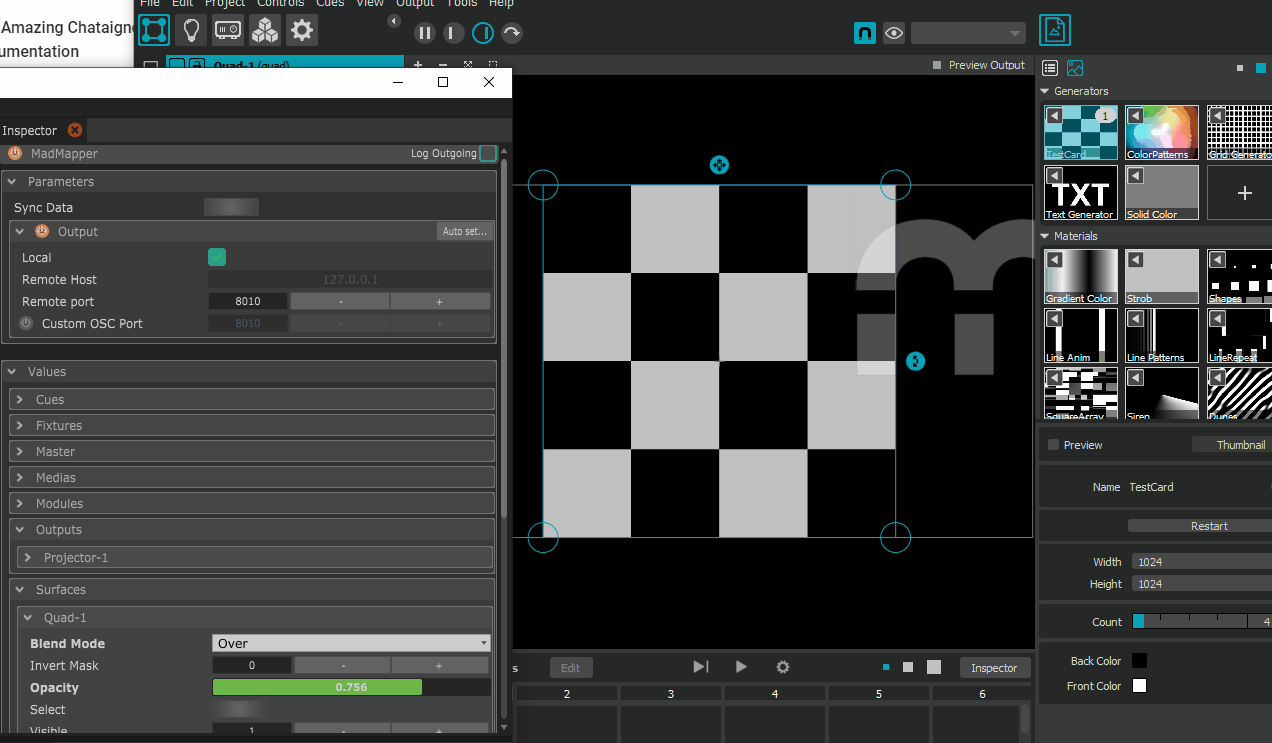 Amazing Chataigne
umentation
File Edit Project Controls Cues View Output Tools Help
Quad-1 (quad)
Preview Output
Inspector
MadMapper
Log Outgoing
Parameters
Sync Data
Output
Auto set...
Local
Remote Host
127.0.0.1
Remote port
8010
-
+
Custom OSC Port
8010
-
+
Values
Cues
Fixtures
Master
Medias
Modules
Outputs
Projector-1
Surfaces
Quad-1
Blend Mode
Over
Invert Mask
0
-
+
Opacity
0.756
Select
Visible
1
-
+
m
s
Edit
Inspector
2
3
4
5
6
Generators
1
TestCard
ColorPatterns
Grid Generato
TXT
Text Generator
Solid Color
+
Materials
Gradient Color
Strob
Shapes
Line Anim
Line Patterns
LineRepeat
SquareArray
Siren
Dunes
Preview
Thumbnail
Name
TestCard
Restart
Width
1024
Height
1024
Count
4
Back Color
Front Color